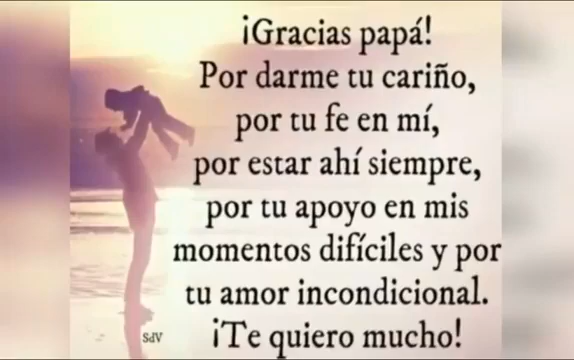 ¡Gracias papá!
Por darme tu cariño,
por tu fe en mí,
por estar ahí siempre,
por tu apoyo en mis
momentos difíciles y por
tu amor incondicional.
¡Te quiero mucho!
SdV